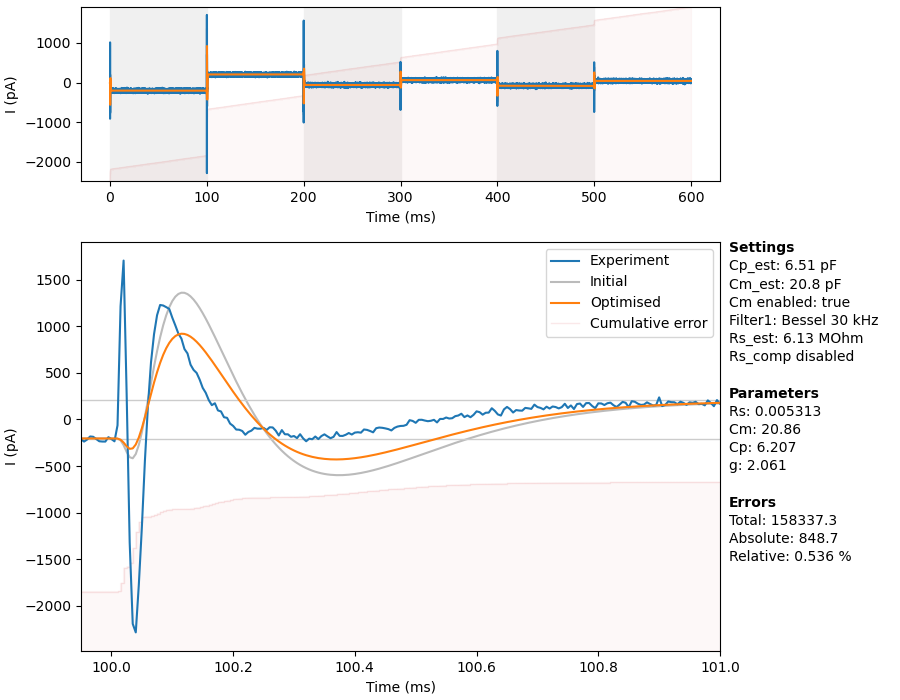 1000
0
−1000
−2000
I (pA)
0 100 200 300 400 500 600
Time (ms)
1500
1000
500
0
−500
−1000
−1500
−2000
I (pA)
Experiment
Initial
Optimised
Cumulative error
100.0 100.2 100.4 100.6 100.8 101.0
Time (ms)
Settings
Cp_est: 6.51 pF
Cm_est: 20.8 pF
Cm enabled: true
Filter1: Bessel 30 kHz
Rs_est: 6.13 MOhm
Rs_comp disabled
Parameters
Rs: 0.005313
Cm: 20.86
Cp: 6.207
g: 2.061
Errors
Total: 158337.3
Absolute: 848.7
Relative: 0.536 %